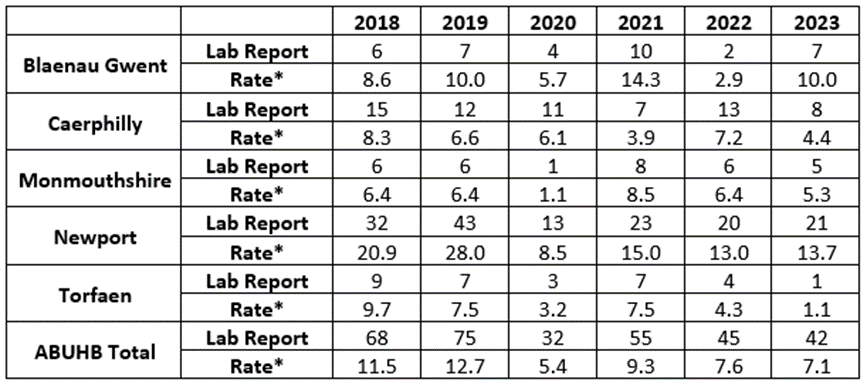 2018 2019 2020 2021 2022 2023
Blaenau Gwent Lab Report 6 7 4 10 2 7
Rate* 8.6 10.0 5.7 14.3 2.9 10.0
Caerphilly Lab Report 15 12 11 7 13 8
Rate* 8.3 6.6 6.1 3.9 7.2 4.4
Monmouthshire Lab Report 6 6 1 8 6 5
Rate* 6.4 6.4 1.1 8.5 6.4 5.3
Newport Lab Report 32 43 13 23 20 21
Rate* 20.9 28.0 8.5 15.0 13.0 13.7
Torfaen Lab Report 9 7 3 7 4 1
Rate* 9.7 7.5 3.2 7.5 4.3 1.1
ABUHB Total Lab Report 68 75 32 55 45 42
Rate* 11.5 12.7 5.4 9.3 7.6 7.1